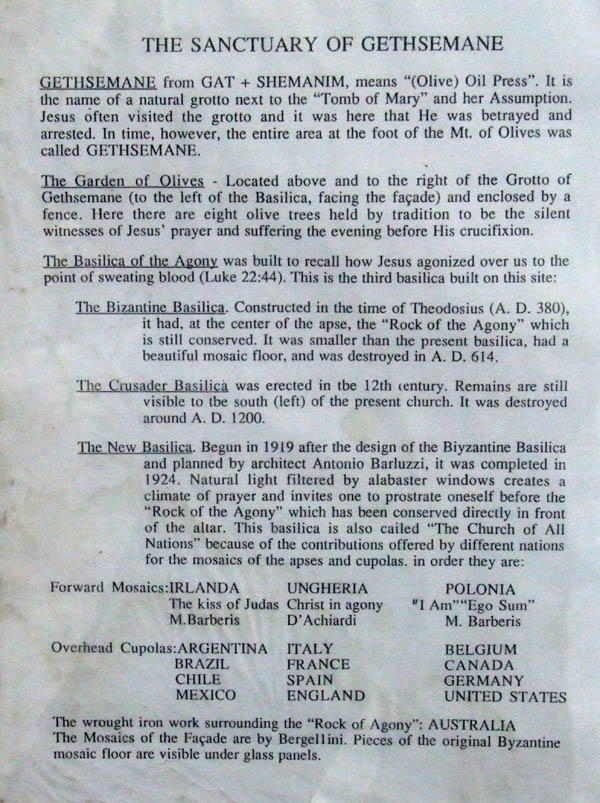 THE SANCTUARY OF GETHSEMANE
GETHSEMANE from GAT + SHEMANIM, means “(Olive) Oil Press”. It is
the name of a natural grotto next to the “Tomb of Mary” and her Assumption.
Jesus often visited the grotto and it was here that He was betrayed and
arrested. In time, however, the entire area at the foot of the Mt. of Olives was
called GETHSEMANE.
The Garden of Olives - Located above and to the right of the Grotto of
Gethsemane (to the left of the Basilica, facing the façade) and enclosed by a
fence. Here there are eight olive trees held by tradition to be the silent
witnesses of Jesus' prayer and suffering the evening before His crucifixion.
The Basilica of the Agony was built to recall how Jesus agonized over us to the
point of sweating blood (Luke 22:44). This is the third basilica built on this site:
The Bizantine Basilica. Constructed in the time of Theodosius (A. D. 380),
it had, at the center of the apse, the “Rock of the Agony” which
is still conserved. It was smaller than the present basilica, had a
beautiful mosaic floor, and was destroyed in A. D. 614.
The Crusader Basilica was erected in tbe 12th century. Remains are still
visible to tbe south (left) of the present church. It was destroyed
around A. D. 1200.
The New Basilica. Begun in 1919 after the design of the Biyzantine Basilica
and planned by architect Antonio Barluzzi, it was completed in
1924. Natural light filtered by alabaster windows creates a
climate of prayer and invites one to prostrate oneself before the
“Rock of the Agony” which has been conserved directly in front
of the altar. This basilica is also cailed “The Church of All
Nations” because of the contributions offered by different nations
for the mosaics of the apses and cupolas. in order they are:
Forward Mosaics:IRLANDA UNGHERIA POLONIA
The kiss of Judas Christ in agony “I Am”“Ego Sum”
M.Barberis D'Achiardi M. Barberis
Overhead Cupolas:ARGENTINA ITALY BELGIUM
BRAZIL FRANCE CANADA
CHILE SPAIN GERMANY
MEXICO ENGLAND UNITED STATES
The wrought iron work surrounding the “Rock of Agony”: AUSTRALIA
The Mosaics of the Façade are by Bergellini. Pieces of the original Byzantine
mosaic floor are visible under glass panels.